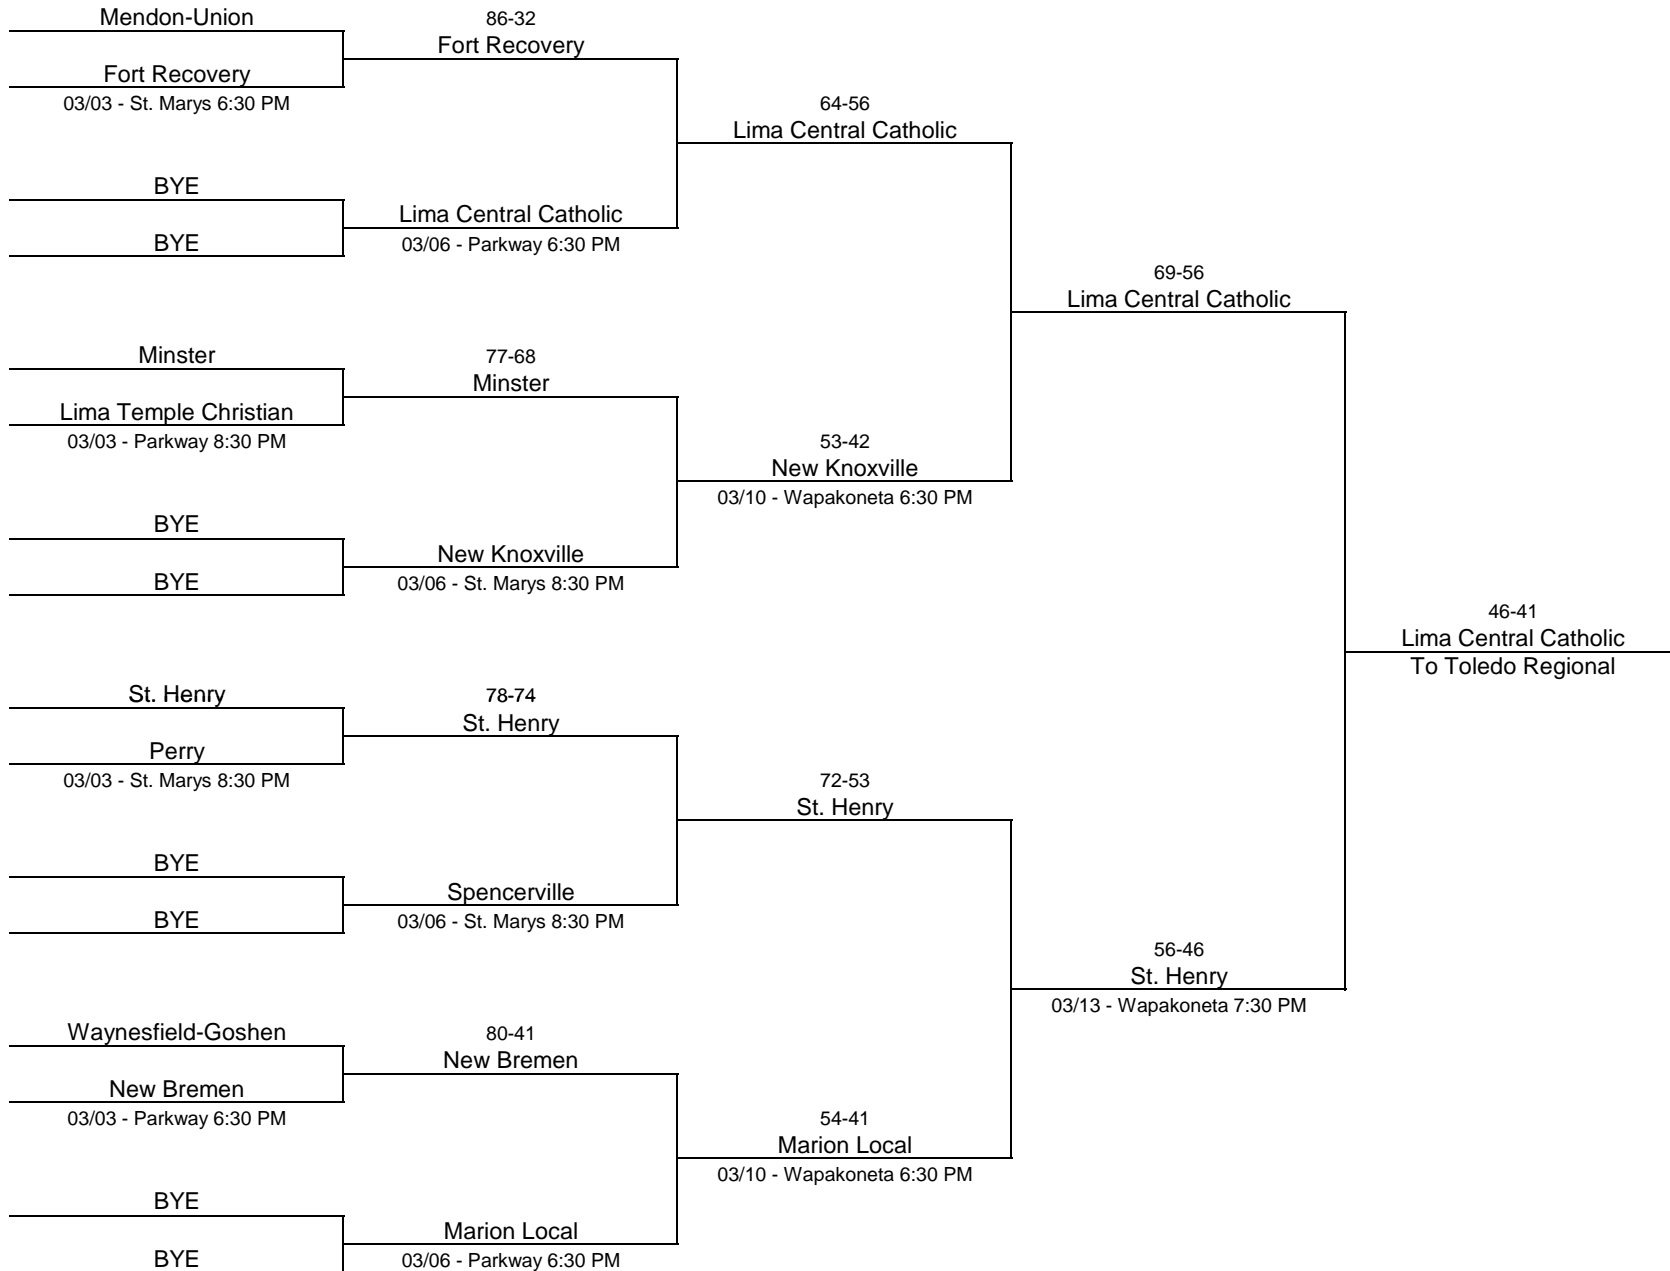 Mendon-Union
Fort Recovery
03/03 - St. Marys 6:30 PM
BYE
BYE
Minster
Lima Temple Christian
03/03 - Parkway 8:30 PM
BYE
BYE
St. Henry
Perry
03/03 - St. Marys 8:30 PM
BYE
BYE
Waynesfield-Goshen
New Bremen
03/03 - Parkway 6:30 PM
BYE
BYE
86-32
Fort Recovery
Lima Central Catholic
03/06 - Parkway 6:30 PM
77-68
Minster
New Knoxville
03/06 - St. Marys 8:30 PM
78-74
St. Henry
Spencerville
03/06 - St. Marys 8:30 PM
80-41
New Bremen
Marion Local
03/06 - Parkway 6:30 PM
64-56
Lima Central Catholic
53-42
New Knoxville
03/10 - Wapakoneta 6:30 PM
72-53
St. Henry
54-41
Marion Local
03/10 - Wapakoneta 6:30 PM
69-56
Lima Central Catholic
56-46
St. Henry
03/13 - Wapakoneta 7:30 PM
46-41
Lima Central Catholic
To Toledo Regional